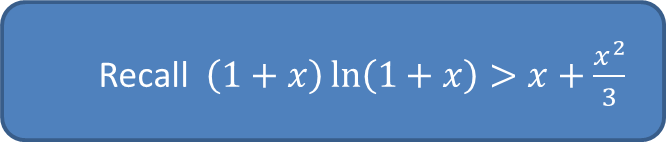 Recall (1 + x) ln(1 + x) > x + x²/3